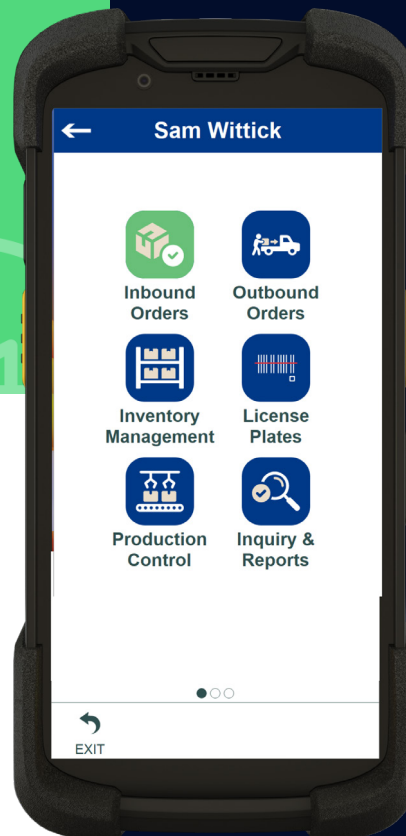 Sam Wittick
Inbound
Orders
Outbound
Orders
Inventory
Management
License
Plates
Production
Control
Inquiry &
Reports
EXIT